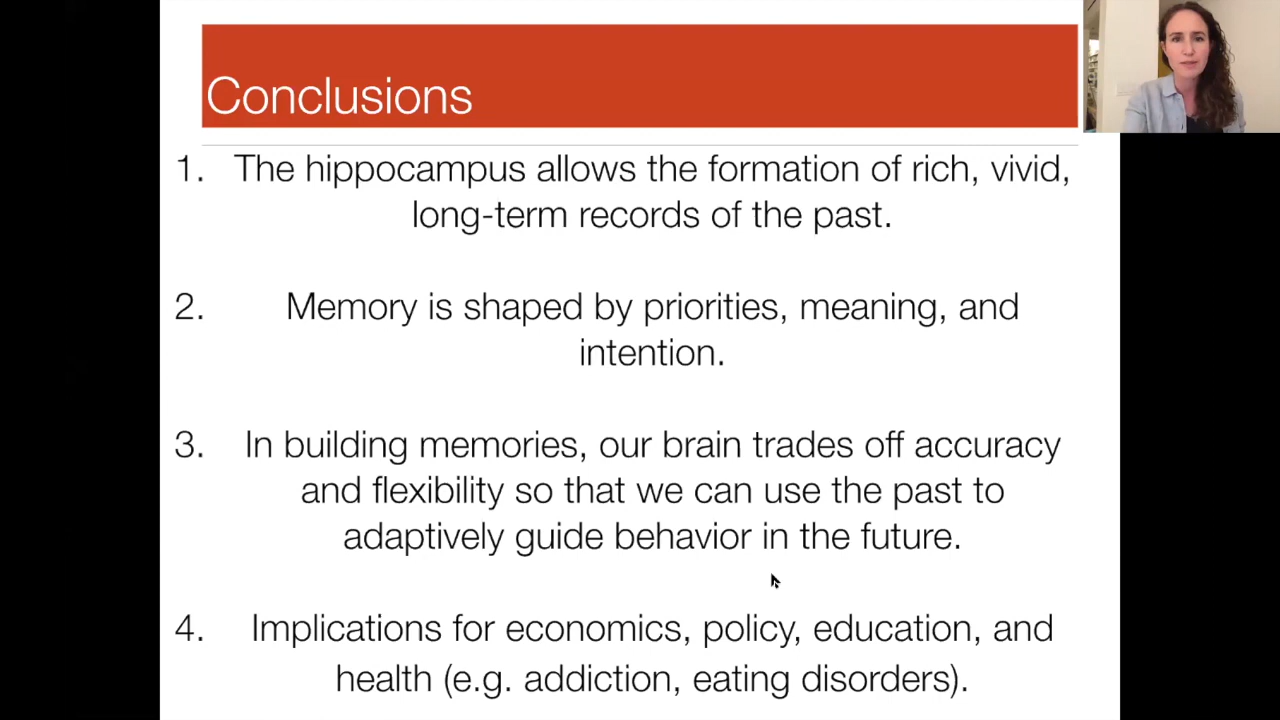 Conclusions
1. The hippocampus allows the formation of rich, vivid,
long-term records of the past.
2. Memory is shaped by priorities, meaning, and
intention.
3. In building memories, our brain trades off accuracy
and flexibility so that we can use the past to
adaptively guide behavior in the future.
4. Implications for economics, policy, education, and
health (e.g. addiction, eating disorders).